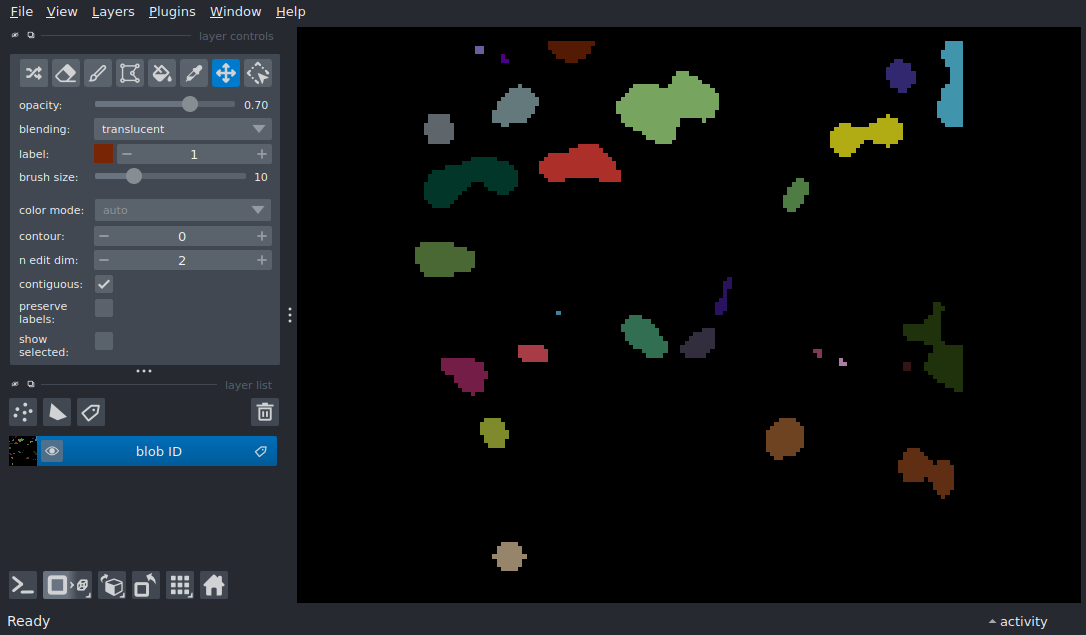 File View Layers Plugins Window Help
layer controls
opacity: 0.70
blending: translucent
label: 1
brush size: 10
color mode: auto
contour: 0
n edit dim: 2
contiguous:
preserve
labels:
show
selected:
layer list
blob ID
Ready activity